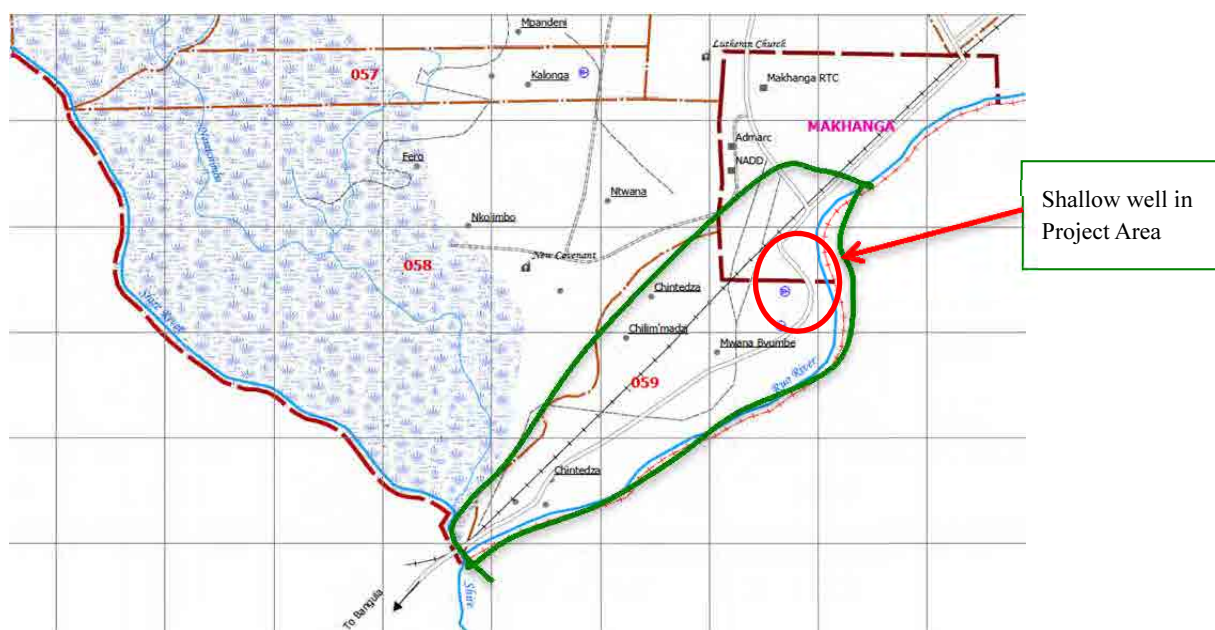 Mpandeni
Lutheran Church
057
Kalonga
Makhanga RTC
MAKHANGA
Admarc
NADD
Fero
Ntwana
Shallow well in
Project Area
Nkolimbo
New Covenant
058
Chintedza
Shire River
Chilim'mada
Mwana Bvumbe
059
Ruo River
Chintedza
To Bangula
Shire